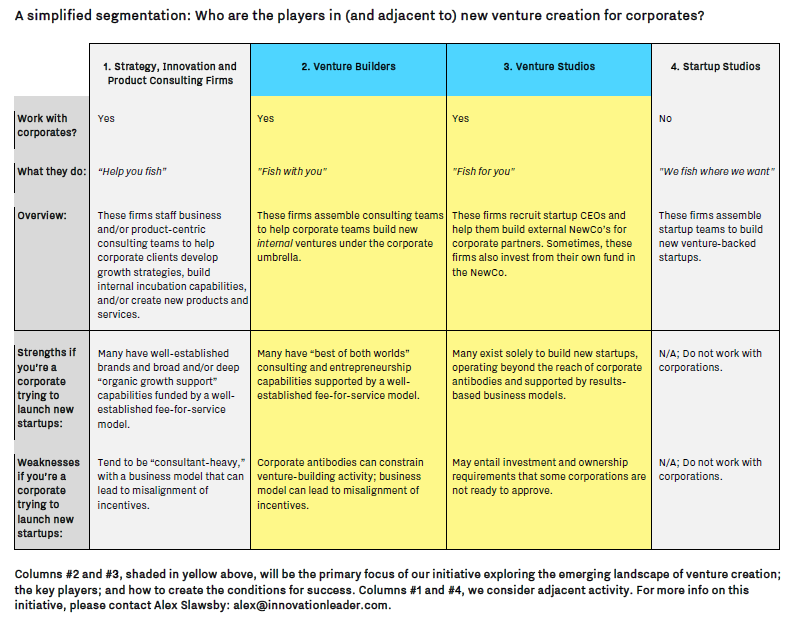 A simplified segmentation: Who are the players in (and adjacent to) new venture creation for corporates?
1. Strategy, Innovation and
Product Consulting Firms
2. Venture Builders
3. Venture Studios
4. Startup Studios
Work with
corporates?
Yes
Yes
Yes
No
What they do:
“Help you fish”
"Fish with you"
"Fish for you"
"We fish where we want"
Overview:
These firms staff business
and/or product-centric
consulting teams to help
corporate clients develop
growth strategies, build
internal incubation capabilities,
and/or create new products and
services.
These firms assemble consulting teams
to help corporate teams build new
internal ventures under the corporate
umbrella.
These firms recruit startup CEOs and
help them build external NewCo’s for
corporate partners. Sometimes, these
firms also invest from their own fund in
the NewCo.
These firms assemble
startup teams to build
new venture-backed
startups.
Strengths if
you’re a
corporate
trying to
launch new
startups:
Many have well-established
brands and broad and/or deep
“organic growth support”
capabilities funded by a well-
established fee-for-service
model.
Many have “best of both worlds”
consulting and entrepreneurship
capabilities supported by a well-
established fee-for-service model.
Many exist solely to build new startups,
operating beyond the reach of corporate
antibodies and supported by results-
based business models.
N/A; Do not work with
corporations.
Weaknesses
if you’re a
corporate
trying to
launch new
startups:
Tend to be “consultant-heavy,”
with a business model that can
lead to misalignment of
incentives.
Corporate antibodies can constrain
venture-building activity; business
model can lead to misalignment of
incentives.
May entail investment and ownership
requirements that some corporations are
not ready to approve.
N/A; Do not work with
corporations.
Columns #2 and #3, shaded in yellow above, will be the primary focus of our initiative exploring the emerging landscape of venture creation;
the key players; and how to create the conditions for success. Columns #1 and #4, we consider adjacent activity. For more info on this
initiative, please contact Alex Slawsby: alex@innovationleader.com.